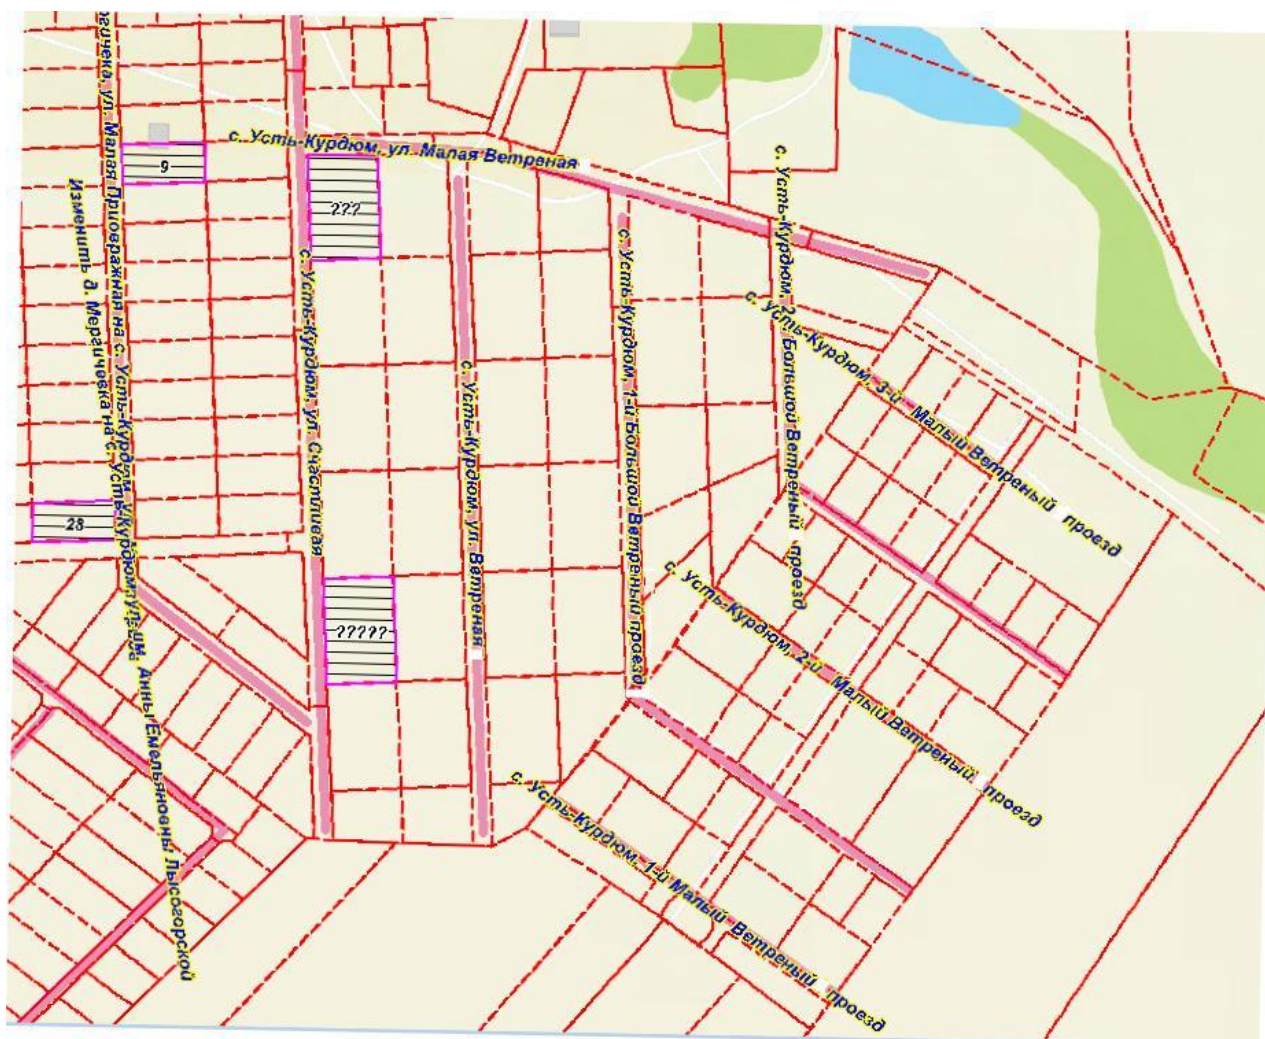 с. Усть-Курдюм, ул. Малая Ветреная
9
???
Изменить д. Мергичевка на с. Усть-Курдюм, ул. им. Анны Емельяновны Лысогорской
ул. Малая Приовражная на с. Усть-Курдюм,
с. Усть-Курдюм, ул. Счастливая
с. Усть-Курдюм, ул. Ветреная
с. Усть-Курдюм, 1-й Большой Ветреный проезд
с. Усть-Курдюм, 2 Большой Ветреный проезд
с. Усть-Курдюм, 3-й Малый Ветреный проезд
28
?????
с. Усть-Курдюм, 2-й Малый Ветреный проезд
с. Усть-Курдюм, 1-й Малый Ветреный проезд